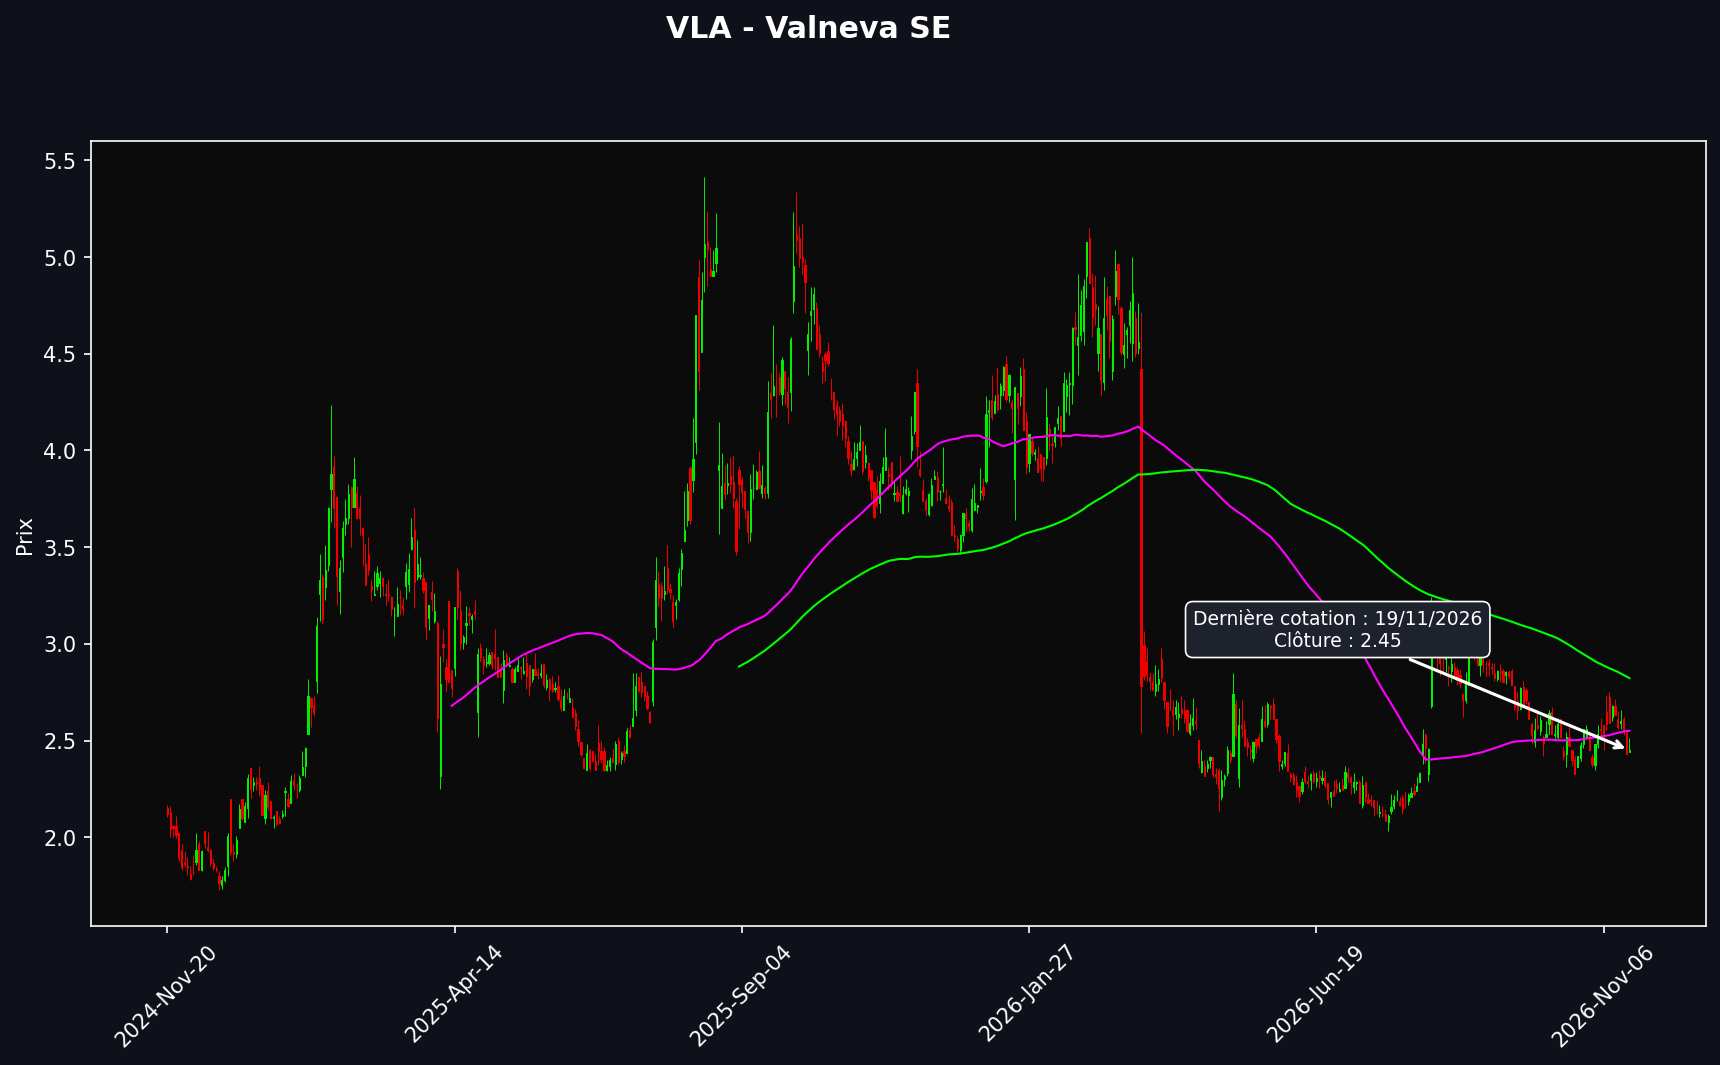 VLA - Valneva SE
Prix
5.5
5.0
4.5
4.0
3.5
3.0
2.5
2.0
Dernière cotation : 19/11/2026
Clôture : 2.45
2024-Nov-20
2025-Apr-14
2025-Sep-04
2026-Jan-27
2026-Jun-19
2026-Nov-06